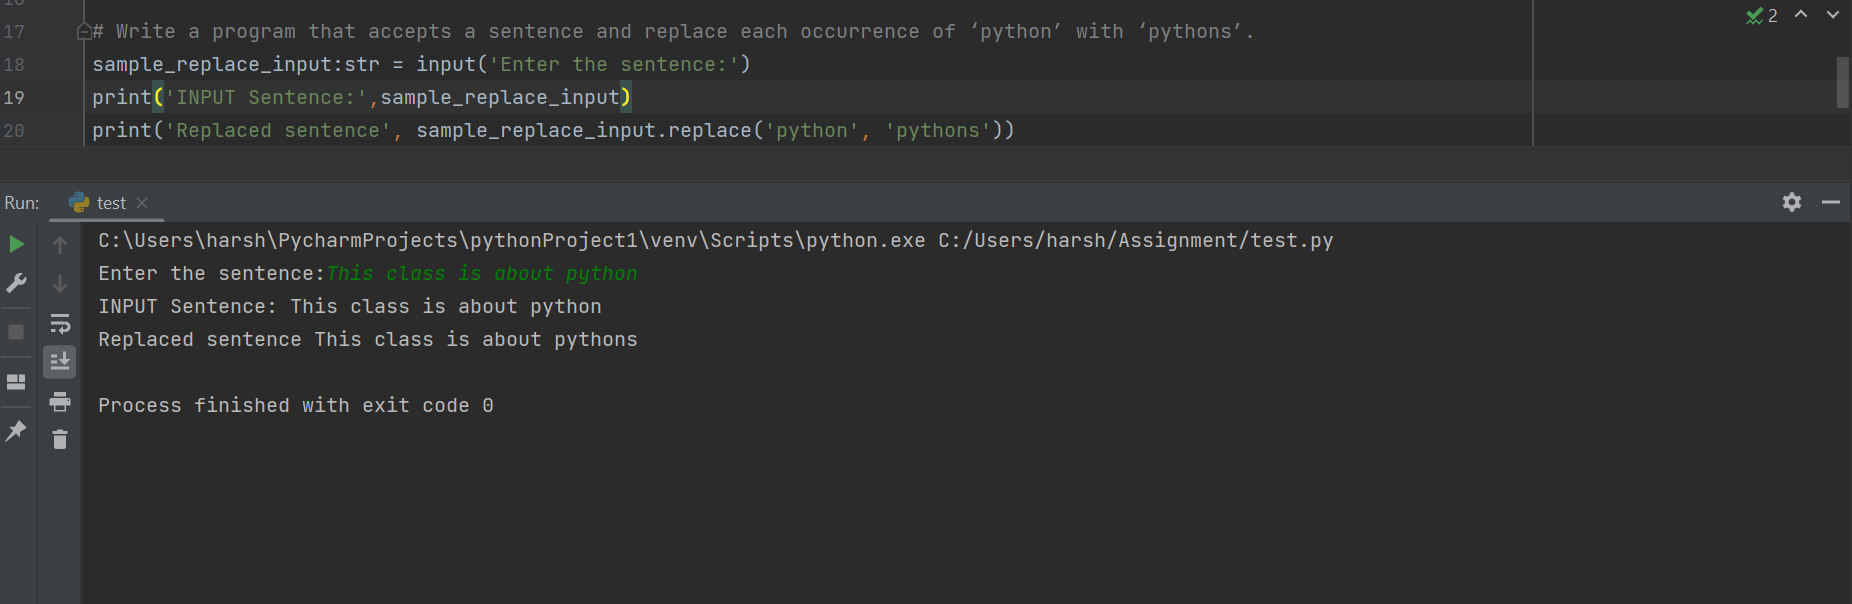 17 # Write a program that accepts a sentence and replace each occurrence of ‘python’ with ‘pythons’.
2
18 sample_replace_input:str = input('Enter the sentence:')
19 print('INPUT Sentence:',sample_replace_input)
20 print('Replaced sentence', sample_replace_input.replace('python', 'pythons'))
Run: test
C:\Users\harsh\PycharmProjects\pythonProject1\venv\Scripts\python.exe C:/Users/harsh/Assignment/test.py
Enter the sentence:This class is about python
INPUT Sentence: This class is about python
Replaced sentence This class is about pythons
Process finished with exit code 0